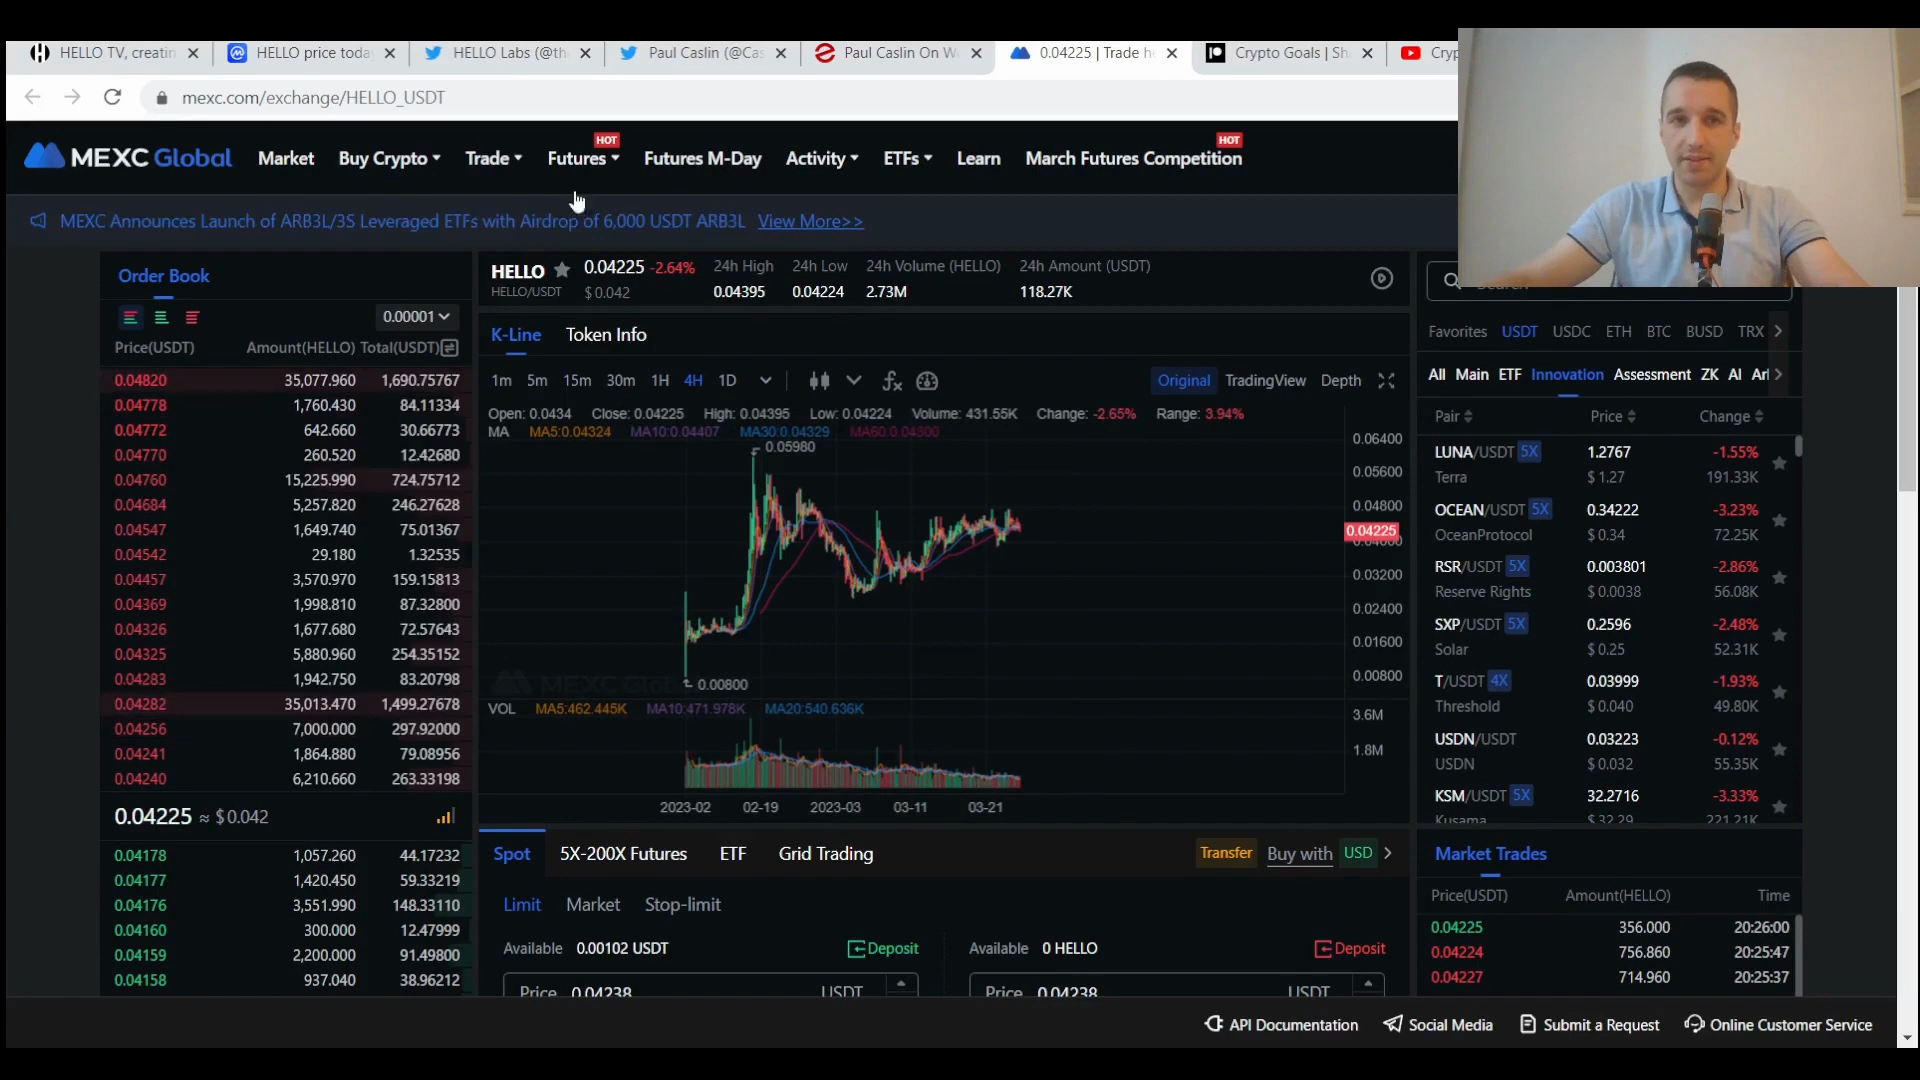 HELLO TV, creatin
HELLO price today
HELLO Labs (@the
Paul Caslin (@Cas
Paul Caslin On W
0.04225 | Trade he
Crypto Goals | Sh
mexc.com/exchange/HELLO_USDT
MEXC Global
Market
Buy Crypto
Trade
Futures
HOT
Futures M-Day
Activity
ETFs
Learn
March Futures Competition
HOT
MEXC Announces Launch of ARB3L/3S Leveraged ETFs with Airdrop of 6,000 USDT ARB3L View More>>
Order Book
0.00001
Price(USDT) Amount(HELLO) Total(USDT)
0.04820 35,077.960 1,690.75767
0.04778 1,760.430 84.11334
0.04772 642.660 30.66773
0.04770 260.520 12.42680
0.04760 15,225.990 724.75712
0.04684 5,257.820 246.27628
0.04547 1,649.740 75.01367
0.04542 29.180 1.32535
0.04457 3,570.970 159.15813
0.04369 1,998.810 87.32800
0.04326 1,677.680 72.57643
0.04325 5,880.960 254.35152
0.04283 1,942.750 83.20798
0.04282 35,013.470 1,499.27678
0.04256 7,000.000 297.92000
0.04241 1,864.880 79.08956
0.04240 6,210.660 263.33198
0.04225 ≈ $0.042
0.04178 1,057.260 44.17232
0.04177 1,420.450 59.33219
0.04176 3,551.990 148.33110
0.04160 300.000 12.47999
0.04159 2,200.000 91.49800
0.04158 937.040 38.96212
HELLO 0.04225 -2.64% 24h High 24h Low 24h Volume (HELLO) 24h Amount (USDT)
HELLO/USDT $ 0.042 0.04395 0.04224 2.73M 118.27K
K-Line Token Info
1m 5m 15m 30m 1H 4H 1D
Original TradingView Depth
Open: 0.0434 Close: 0.04225 High: 0.04395 Low: 0.04224 Volume: 431.55K Change: -2.65% Range: 3.94%
MA MA5:0.04324 MA10:0.04407 MA30:0.04329 MA60:0.04300
0.05980
0.00800
MEXC Global
0.06400
0.05600
0.04800
0.04225
0.04000
0.03200
0.02400
0.01600
0.00800
VOL MA5:462.445K MA10:471.978K MA20:540.636K
3.6M
1.8M
2023-02 02-19 2023-03 03-11 03-21
Spot 5X-200X Futures ETF Grid Trading
Transfer Buy with USD
Limit Market Stop-limit
Available 0.00102 USDT Deposit
Available 0 HELLO Deposit
Price 0.04238 USDT
Price 0.04238 USDT
Favorites USDT USDC ETH BTC BUSD TRX
All Main ETF Innovation Assessment ZK AI
Pair Price Change
LUNA/USDT 5X 1.2767 -1.55%
Terra $ 1.27 191.33K
OCEAN/USDT 5X 0.34222 -3.23%
OceanProtocol $ 0.34 72.25K
RSR/USDT 5X 0.003801 -2.86%
Reserve Rights $ 0.0038 56.08K
SXP/USDT 5X 0.2596 -2.48%
Solar $ 0.25 52.31K
T/USDT 4X 0.03999 -1.93%
Threshold $ 0.040 49.80K
USDN/USDT 0.03223 -0.12%
USDN $ 0.032 55.35K
KSM/USDT 5X 32.2716 -3.33%
Kusama $ 32.29 221.21K
Market Trades
Price(USDT) Amount(HELLO) Time
0.04225 356.000 20:26:00
0.04224 756.860 20:25:47
0.04227 714.960 20:25:37
API Documentation
Social Media
Submit a Request
Online Customer Service